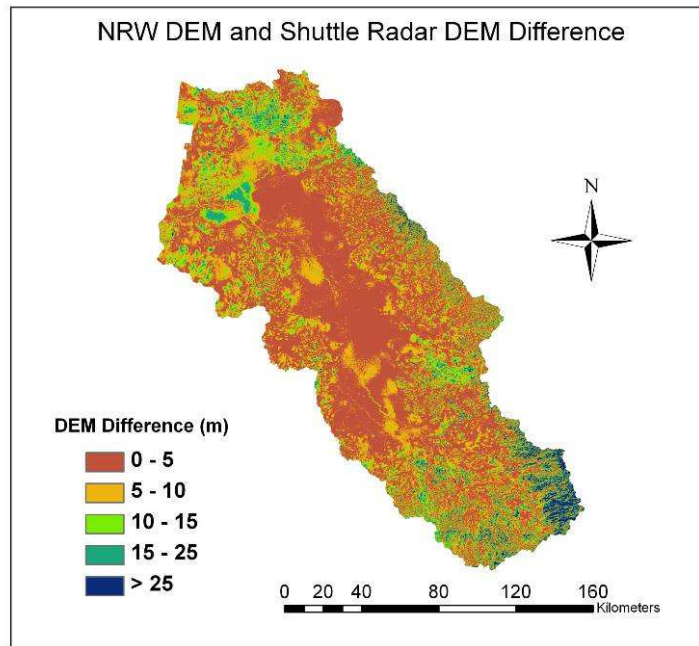 NRW DEM and Shuttle Radar DEM Difference
N
DEM Difference (m)
0 - 5
5 - 10
10 - 15
15 - 25
> 25
0 20 40 80 120 160
Kilometers